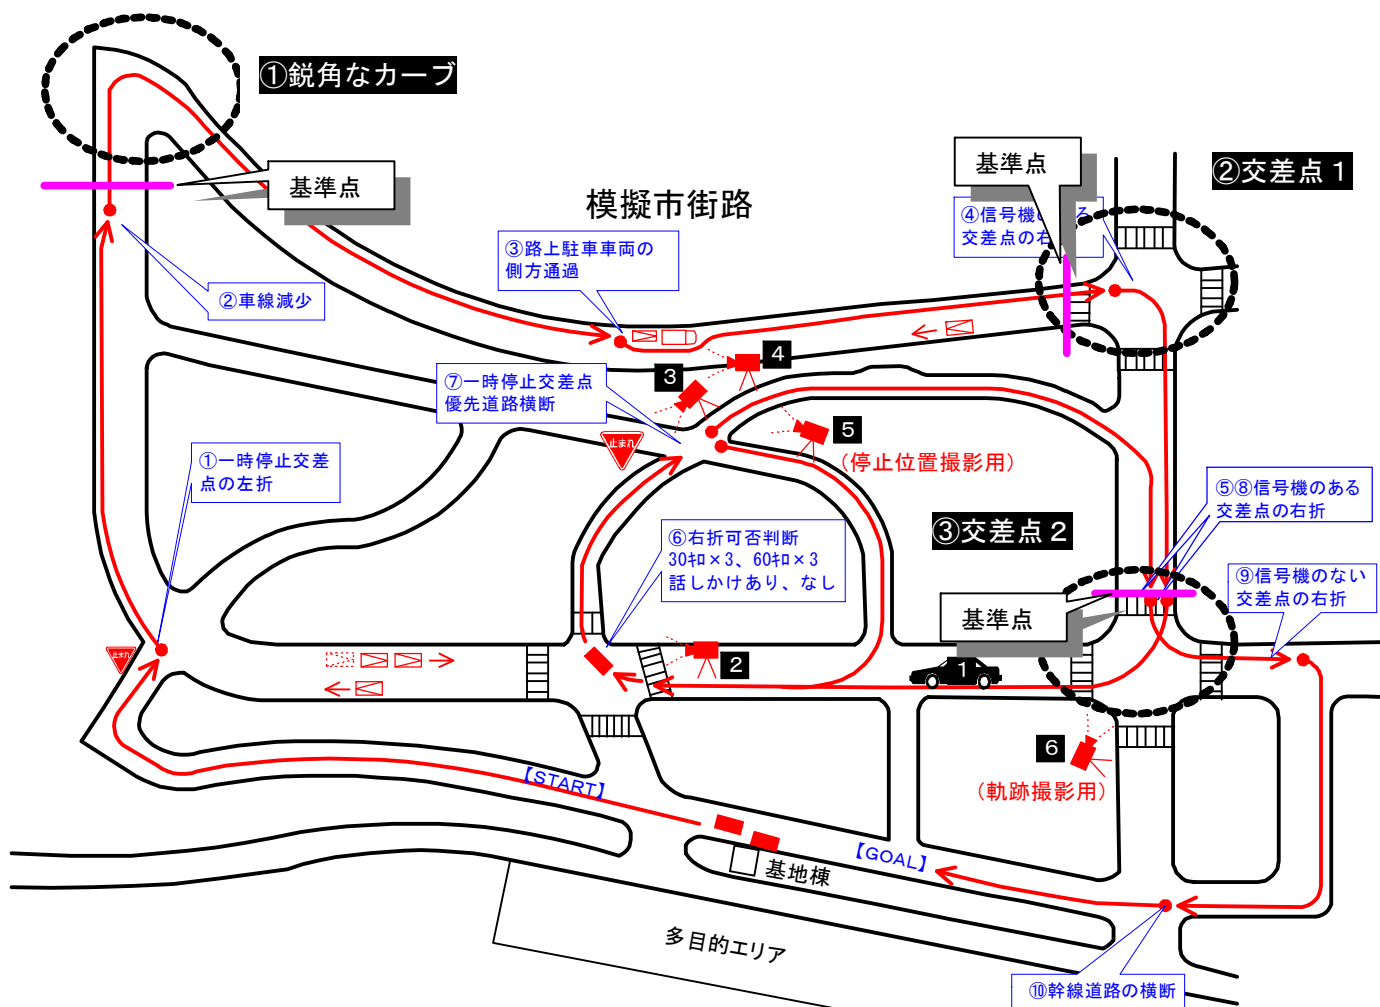 ①鋭角なカーブ
基準点
模擬市街路
基準点
②交差点１
④信号機の る
交差点の右
③路上駐車車両の
側方通過
②車線減少
4
3
⑦一時停止交差点
優先道路横断
止まれ
5
(停止位置撮影用)
①一時停止交差
点の左折
⑤⑧信号機のある
交差点の右折
③交差点２
⑥右折可否判断
30㌔×3、60㌔×3
話しかけあり、なし
⑨信号機のない
交差点の右折
基準点
止まれ
2
1
6
(軌跡撮影用)
【START】
【GOAL】
基地棟
多目的エリア
⑩幹線道路の横断